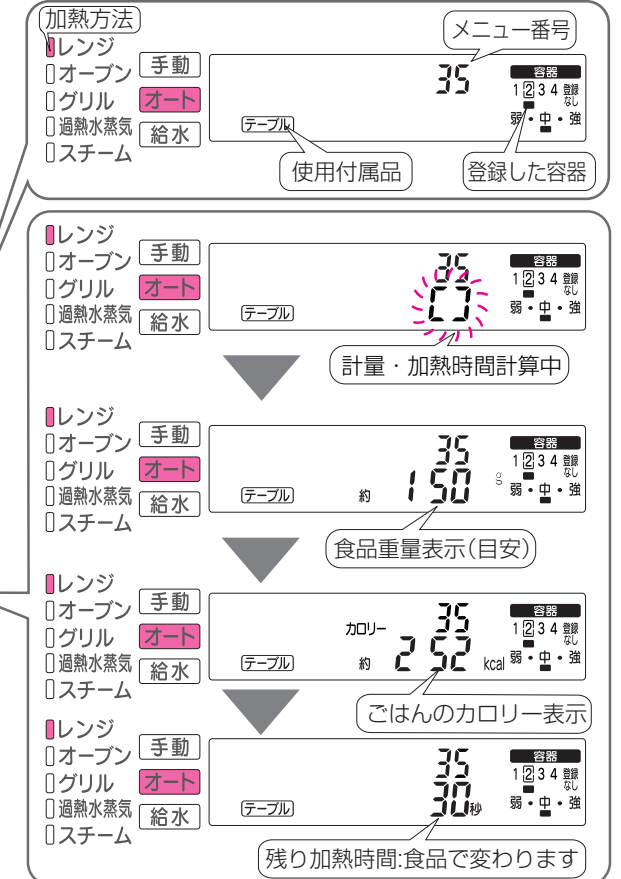 加熱方法
メニュー番号
レンジ
オーブン 手動
グリル オート
過熱水蒸気 給水
スチーム
35
容器
1 2 3 4 登録なし
弱・中・強
テーブル
使用付属品
登録した容器
レンジ
オーブン 手動
グリル オート
過熱水蒸気 給水
スチーム
35
容器
1 2 3 4 登録なし
弱・中・強
テーブル
計量・加熱時間計算中
レンジ
オーブン 手動
グリル オート
過熱水蒸気 給水
スチーム
35
容器
1 2 3 4 登録なし
弱・中・強
テーブル 約 150 g
食品重量表示(目安)
レンジ
オーブン 手動
グリル オート
過熱水蒸気 給水
スチーム
カロリー 35
容器
1 2 3 4 登録なし
弱・中・強
テーブル 約 252 kcal
ごはんのカロリー表示
レンジ
オーブン 手動
グリル オート
過熱水蒸気 給水
スチーム
35
容器
1 2 3 4 登録なし
弱・中・強
テーブル 30秒
残り加熱時間:食品で変わります